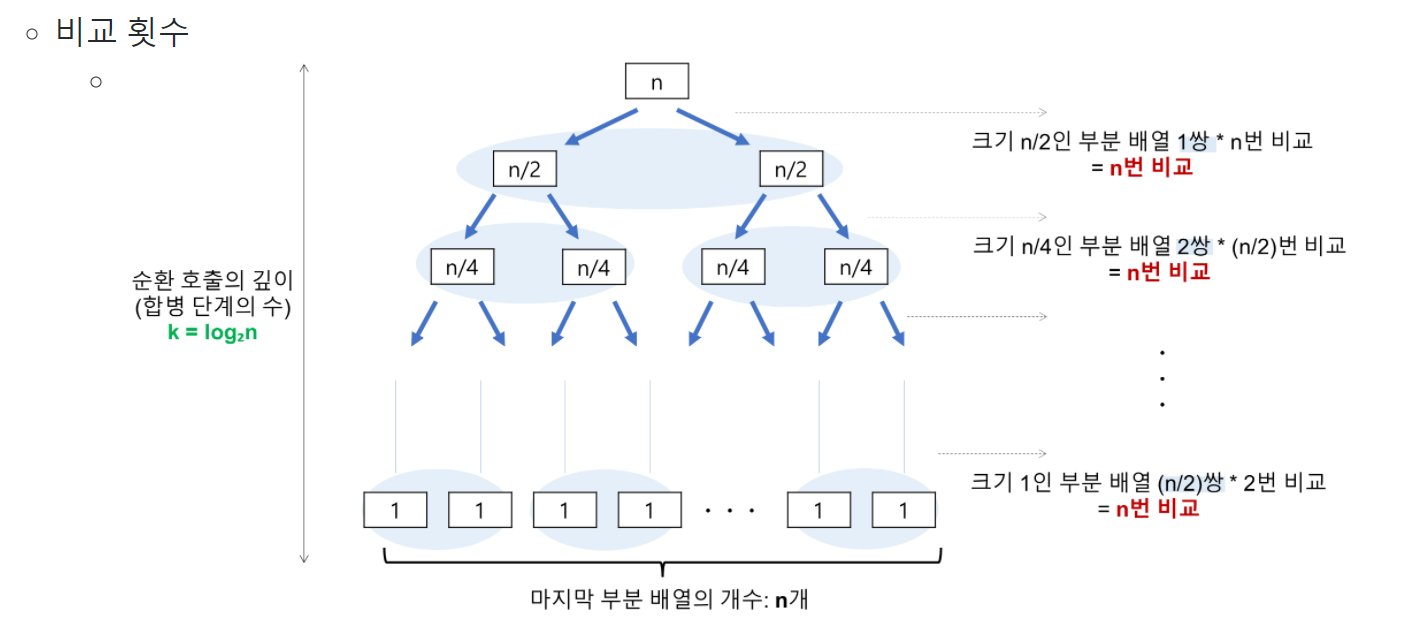 비교 횟수
n
크기 n/2인 부분 배열 1쌍 * n번 비교
= n번 비교
n/2 n/2
크기 n/4인 부분 배열 2쌍 * (n/2)번 비교
= n번 비교
n/4 n/4 n/4 n/4
순환 호출의 깊이
(합병 단계의 수)
k = log₂n
크기 1인 부분 배열 (n/2)쌍 * 2번 비교
= n번 비교
1 1 1 1 · · · 1 1
마지막 부분 배열의 개수: n개